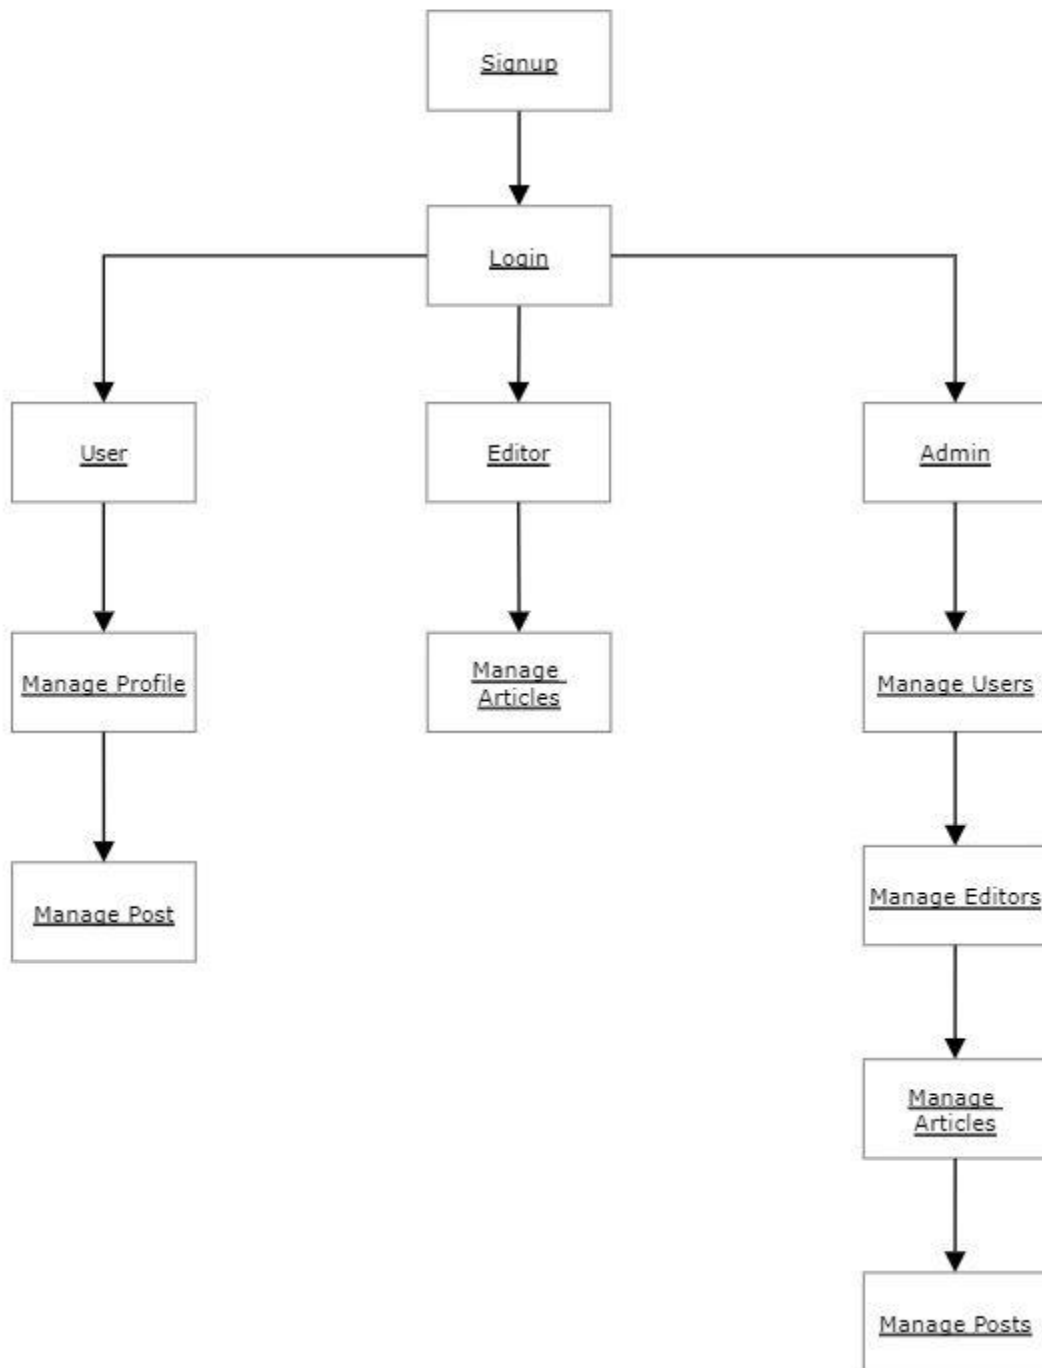 Signup
Login
User
Editor
Admin
Manage Profile
Manage
Articles
Manage Users
Manage Post
Manage Editors
Manage
Articles
Manage Posts